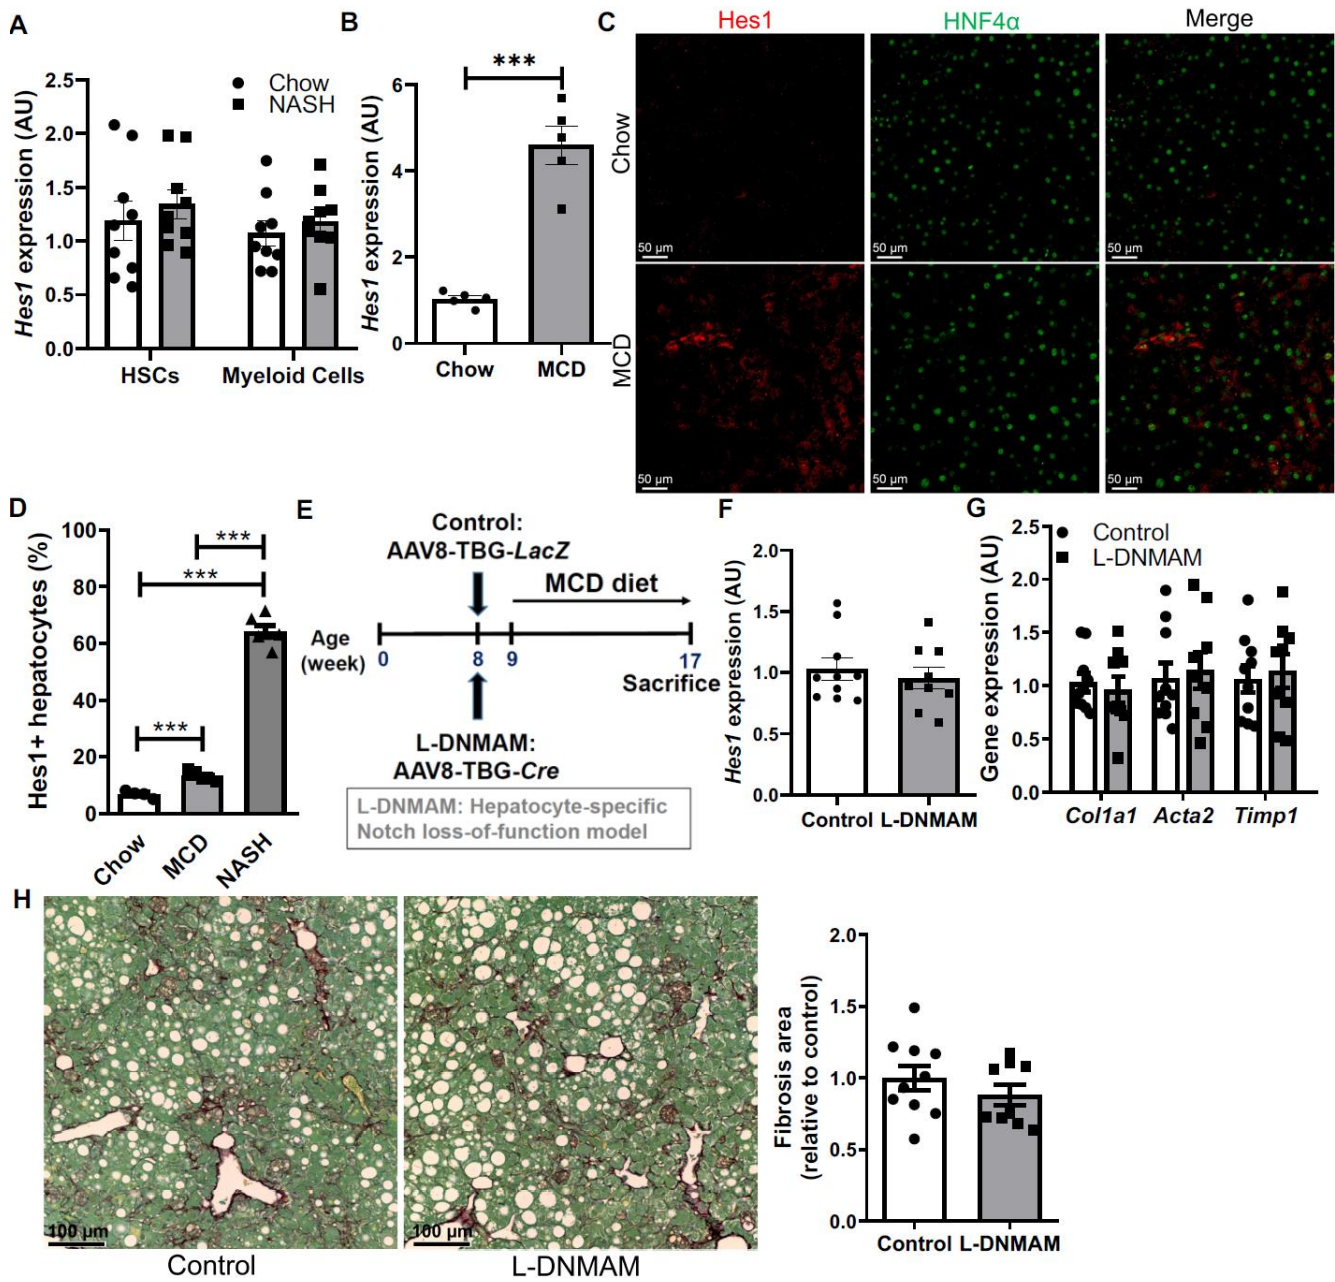 A
Hes1 expression (AU)
2.5
2.0
1.5
1.0
0.5
0.0
Chow
NASH
HSCs
Myeloid Cells
B
Hes1 expression (AU)
6
4
2
0
***
Chow
MCD
C
Hes1
HNF4α
Merge
Chow
50 µm
50 µm
50 µm
MCD
50 µm
50 µm
50 µm
D
Hes1+ hepatocytes (%)
100
80
60
40
20
0
***
***
***
Chow
MCD
NASH
E
Control:
AAV8-TBG-LacZ
MCD diet
Age
(week)
0
8
9
17
Sacrifice
L-DNMAM:
AAV8-TBG-Cre
L-DNMAM: Hepatocyte-specific
Notch loss-of-function model
F
Hes1 expression (AU)
2.0
1.5
1.0
0.5
0.0
Control
L-DNMAM
G
Gene expression (AU)
2.5
2.0
1.5
1.0
0.5
0.0
Control
L-DNMAM
Col1a1
Acta2
Timp1
H
100 µm
Control
100 µm
L-DNMAM
Fibrosis area
(relative to control)
2.0
1.5
1.0
0.5
0.0
Control
L-DNMAM